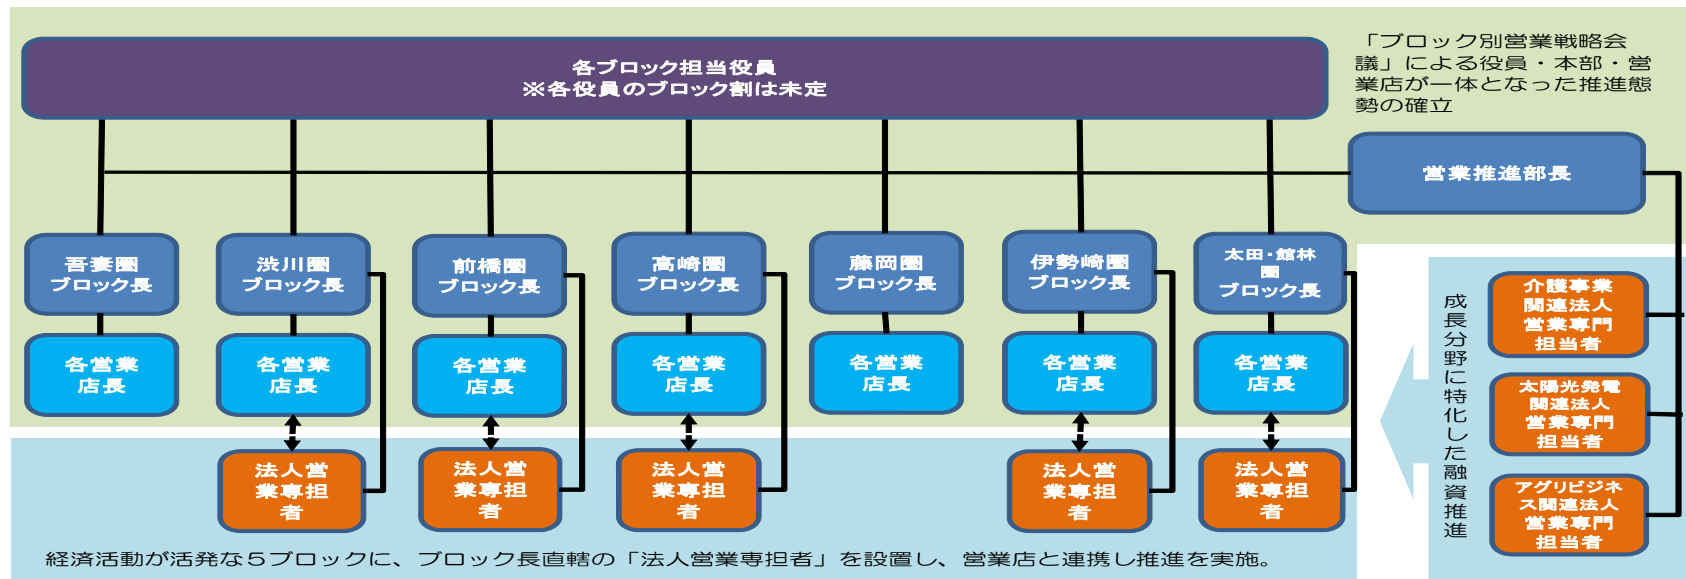 各ブロック担当役員
※各役員のブロック割は未定
「ブロック別営業戦略会
議」による役員・本部・営
業店が一体となった推進態
勢の確立
営業推進部長
吾妻圏
ブロック長
渋川圏
ブロック長
前橋圏
ブロック長
高崎圏
ブロック長
藤岡圏
ブロック長
伊勢崎圏
ブロック長
太田・館林
圏
ブロック長
各営業
店長
各営業
店長
各営業
店長
各営業
店長
各営業
店長
各営業
店長
各営業
店長
法人営
業専担
者
法人営
業専担
者
法人営
業専担
者
法人営
業専担
者
法人営
業専担
者
経済活動が活発な５ブロックに、ブロック長直轄の「法人営業専担者」を設置し、営業店と連携し推進を実施。
成長分野に特化した融資推進
介護事業
関連法人
営業専門
担当者
太陽光発電
関連法人
営業専門
担当者
アグリビジネ
ス関連法人
営業専門
担当者